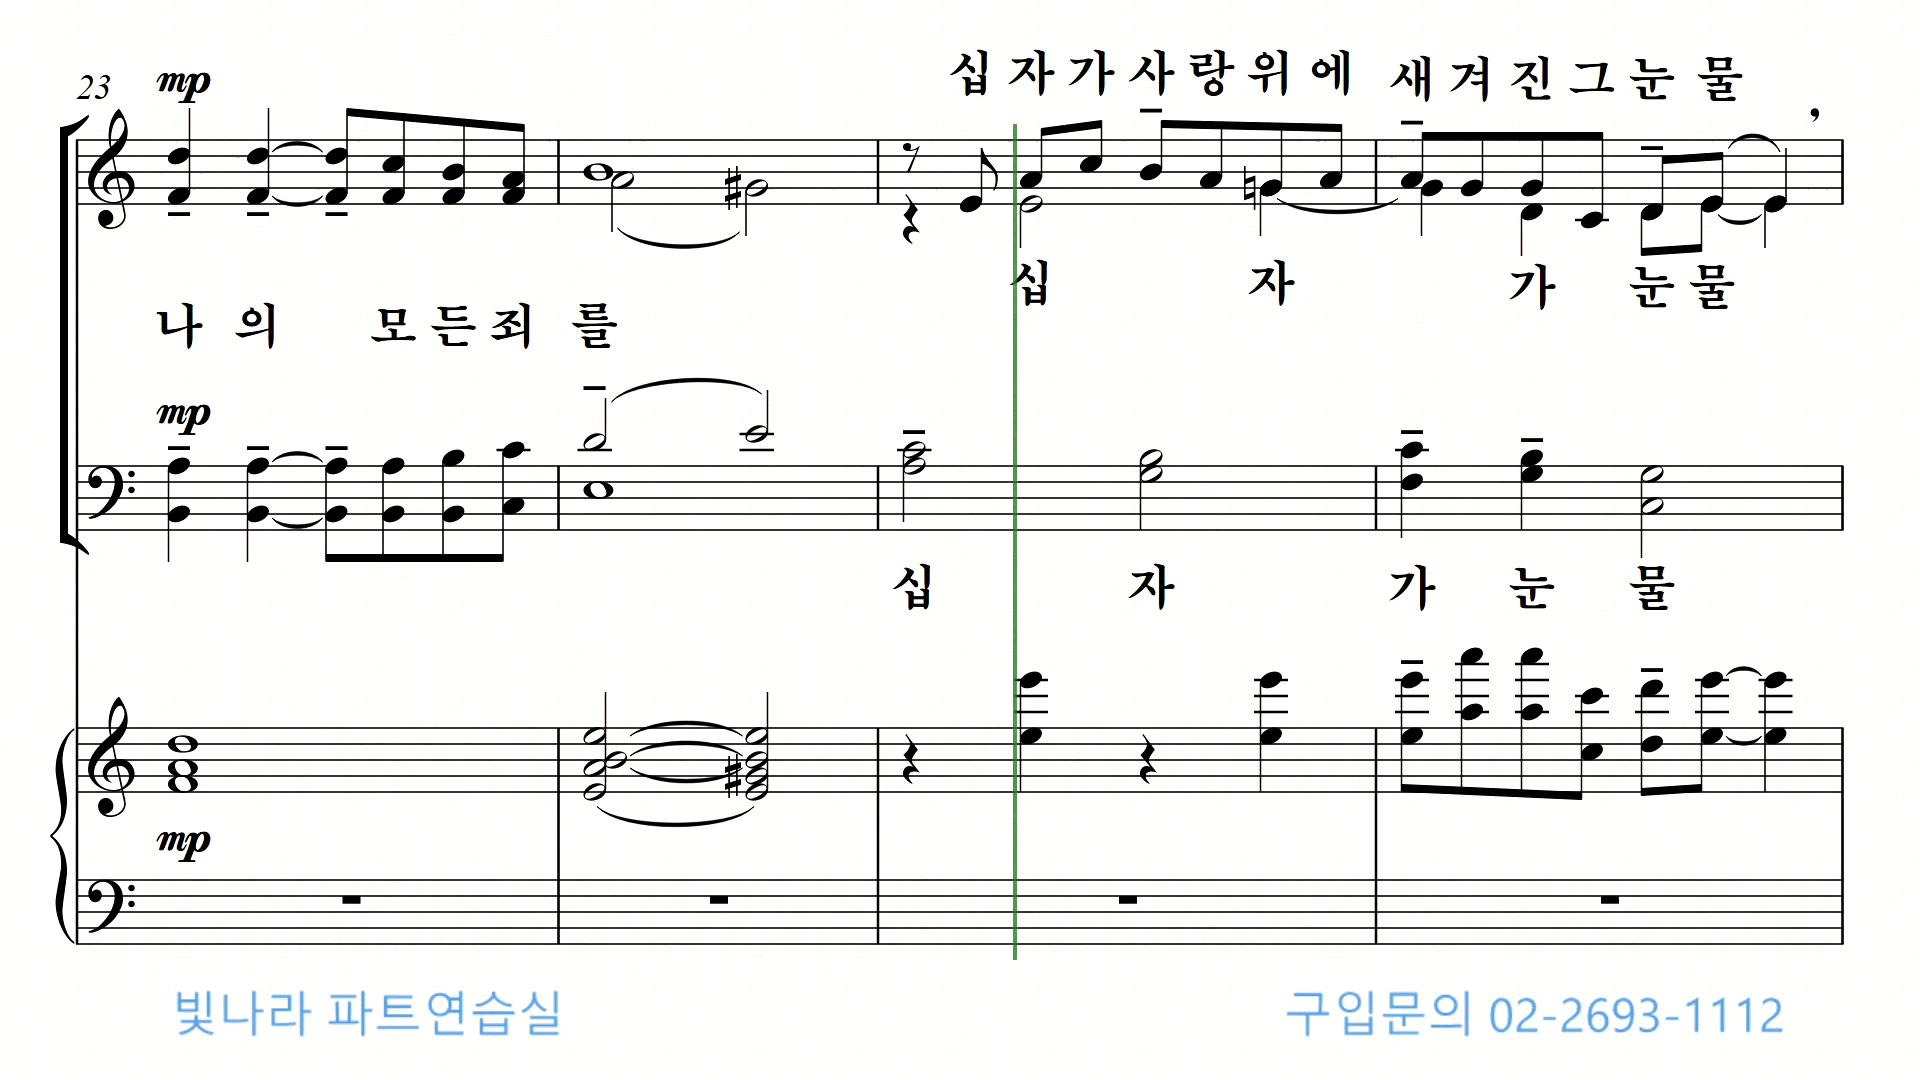 십 자 가 사 랑 위 에 새 겨 진 그 눈 물
23 mp
십 자 가 눈 물
나 의 모 든 죄 를
mp
십 자 가 눈 물
mp
빛나라 파트연습실 구입문의 02-2693-1112